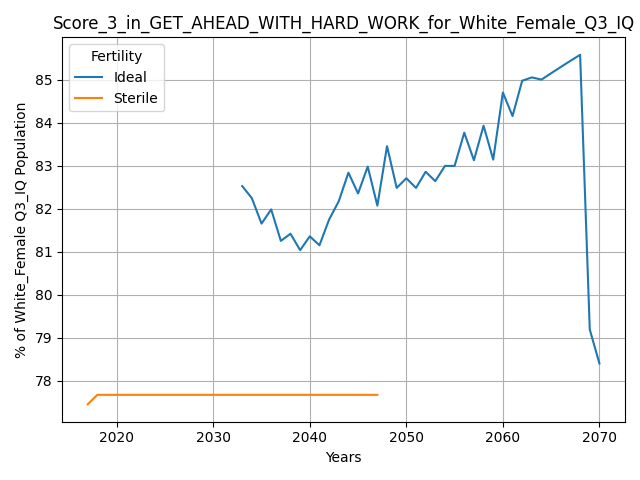 Score_3_in_GET_AHEAD_WITH_HARD_WORK_for_White_Female_Q3_IQ
Fertility
Ideal
Sterile
% of White_Female Q3_IQ Population
85
84
83
82
81
80
79
78
2020
2030
2040
2050
2060
2070
Years